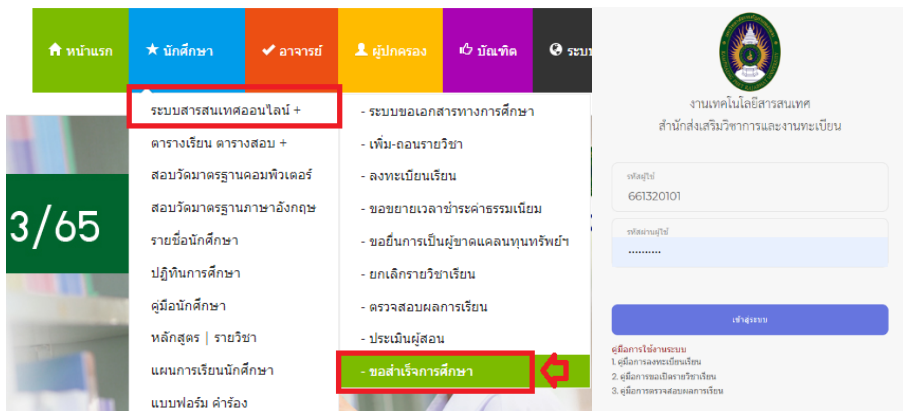 หน้าแรก
นักศึกษา
อาจารย์
ผู้ปกครอง
บัณฑิต
3/65
ระบบสารสนเทศออนไลน์ +
ตารางเรียน ตารางสอบ +
สอบวัดมาตรฐานคอมพิวเตอร์
สอบวัดมาตรฐานภาษาอังกฤษ
รายชื่อนักศึกษา
ปฏิทินการศึกษา
คู่มือนักศึกษา
หลักสูตร | รายวิชา
แผนการเรียนนักศึกษา
แบบฟอร์ม คำร้อง
- ระบบขอเอกสารทางการศึกษา
- เพิ่ม-ถอนรายวิชา
- ลงทะเบียนเรียน
- ขอขยายเวลาชำระค่าธรรมเนียม
- ขอยื่นการเป็นผู้ขาดแคลนทุนทรัพย์ฯ
- ยกเลิกรายวิชาเรียน
- ตรวจสอบผลการเรียน
- ประเมินผู้สอน
- ขอสำเร็จการศึกษา
งานเทคโนโลยีสารสนเทศ
สำนักส่งเสริมวิชาการและงานทะเบียน
รหัสผู้ใช้
661320101
รหัสผ่านผู้ใช้
..........
เข้าสู่ระบบ
คู่มือการใช้งานระบบ
1. คู่มือการลงทะเบียนเรียน
2. คู่มือการขอเปิดรายวิชาเรียน
3. คู่มือการตรวจสอบผลการเรียน